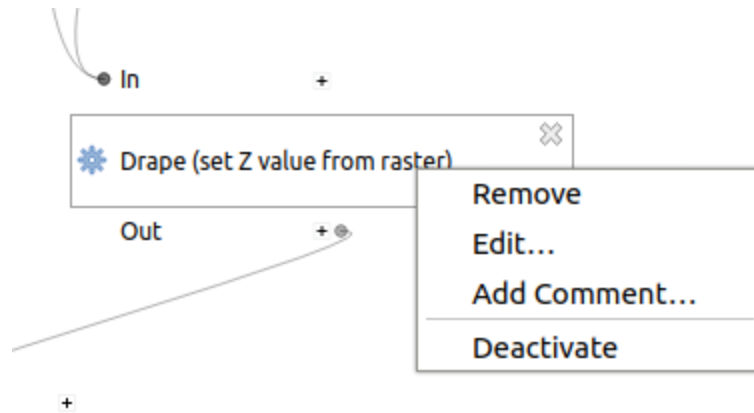 In
Drape (set Z value from raster)
Out
Remove
Edit…
Add Comment…
Deactivate